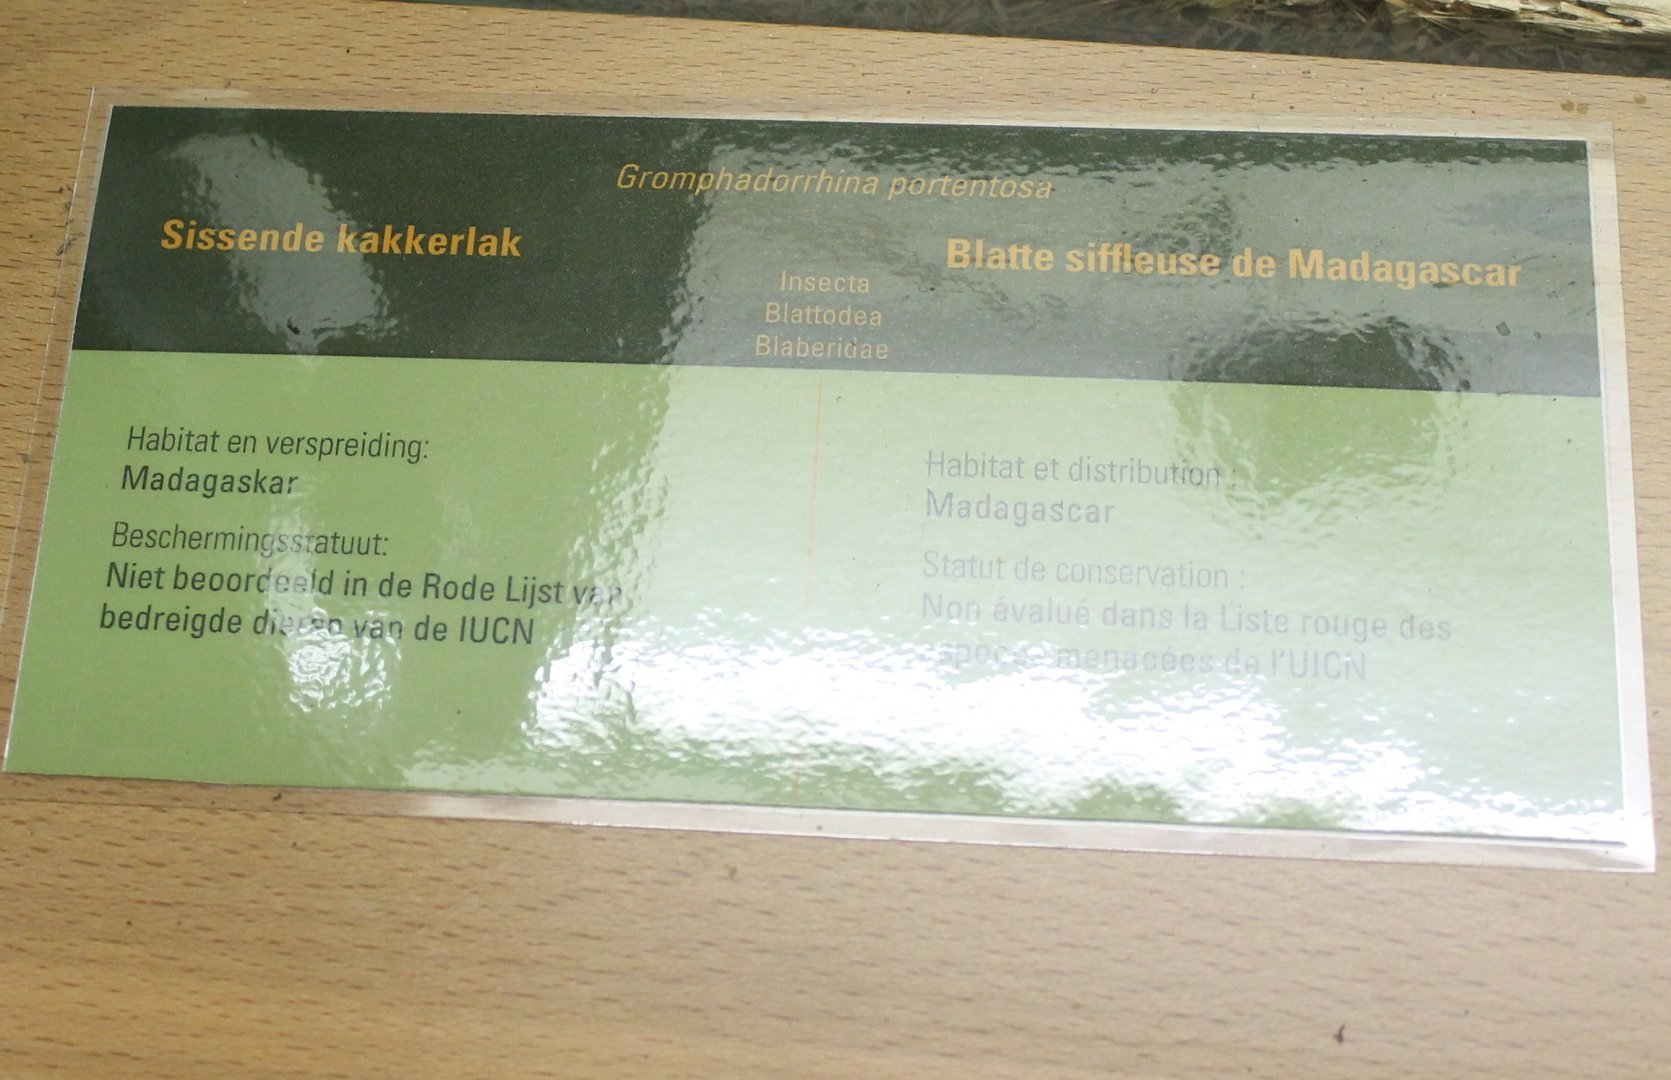 Gromphadorrhina portentosa
Sissende kakkerlak
Blatte siffleuse de Madagascar
Insecta
Blattodea
Blaberidae
Habitat en verspreiding:
Madagaskar
Beschermingsstatuut:
Niet beoordeeld in de Rode Lijst van
bedreigde dieren van de IUCN
Habitat et distribution :
Madagascar
Statut de conservation :
Non évalué dans la Liste rouge des
espèces menacées de l'UICN